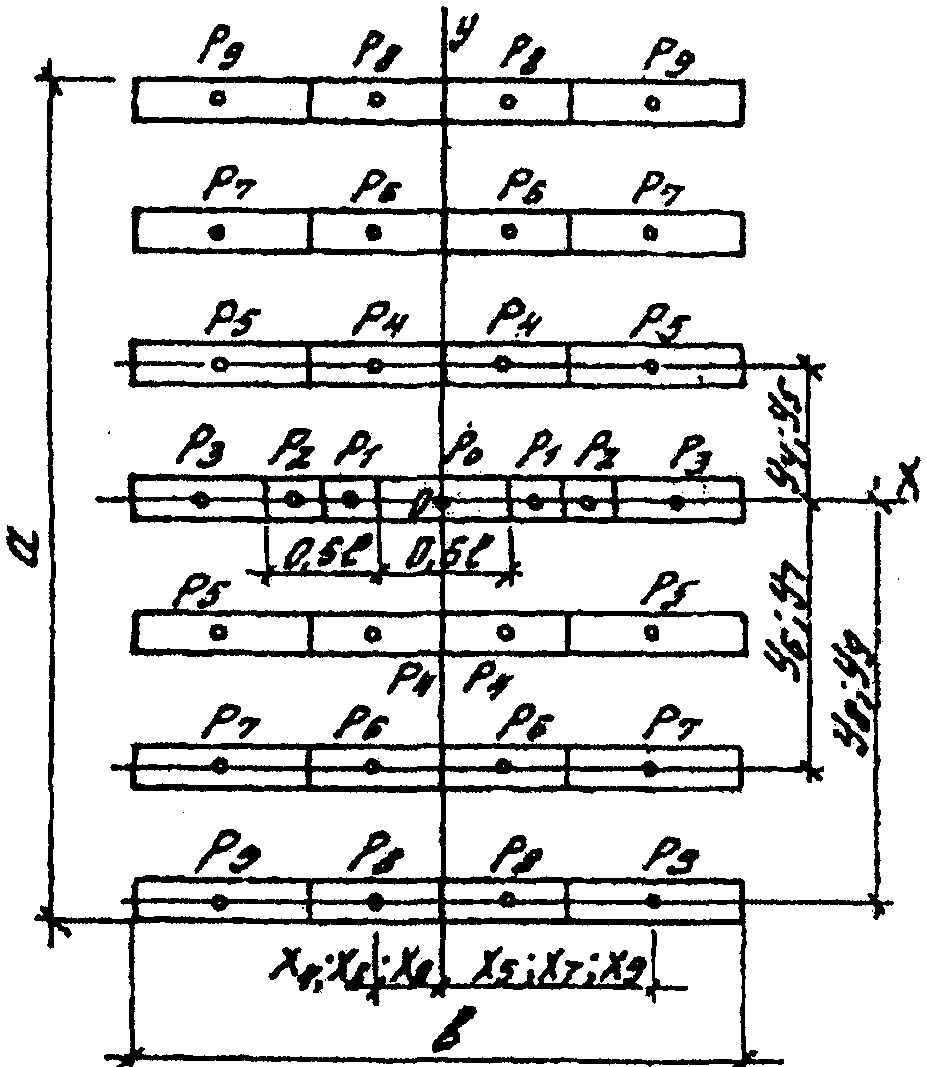 y
P9 P8 P8 P9
P7 P6 P6 P7
P5 P4 P4 P5
P3 P2 P1 P0 P1 P2 P3
0
x
0,5ℓ 0,5ℓ
y4; y5
a
P5 P5
y6; y7
P4 P4
y8; y9
P7 P6 P6 P7
P9 P8 P8 P9
x4; x6; x8 x5; x7; x9
в